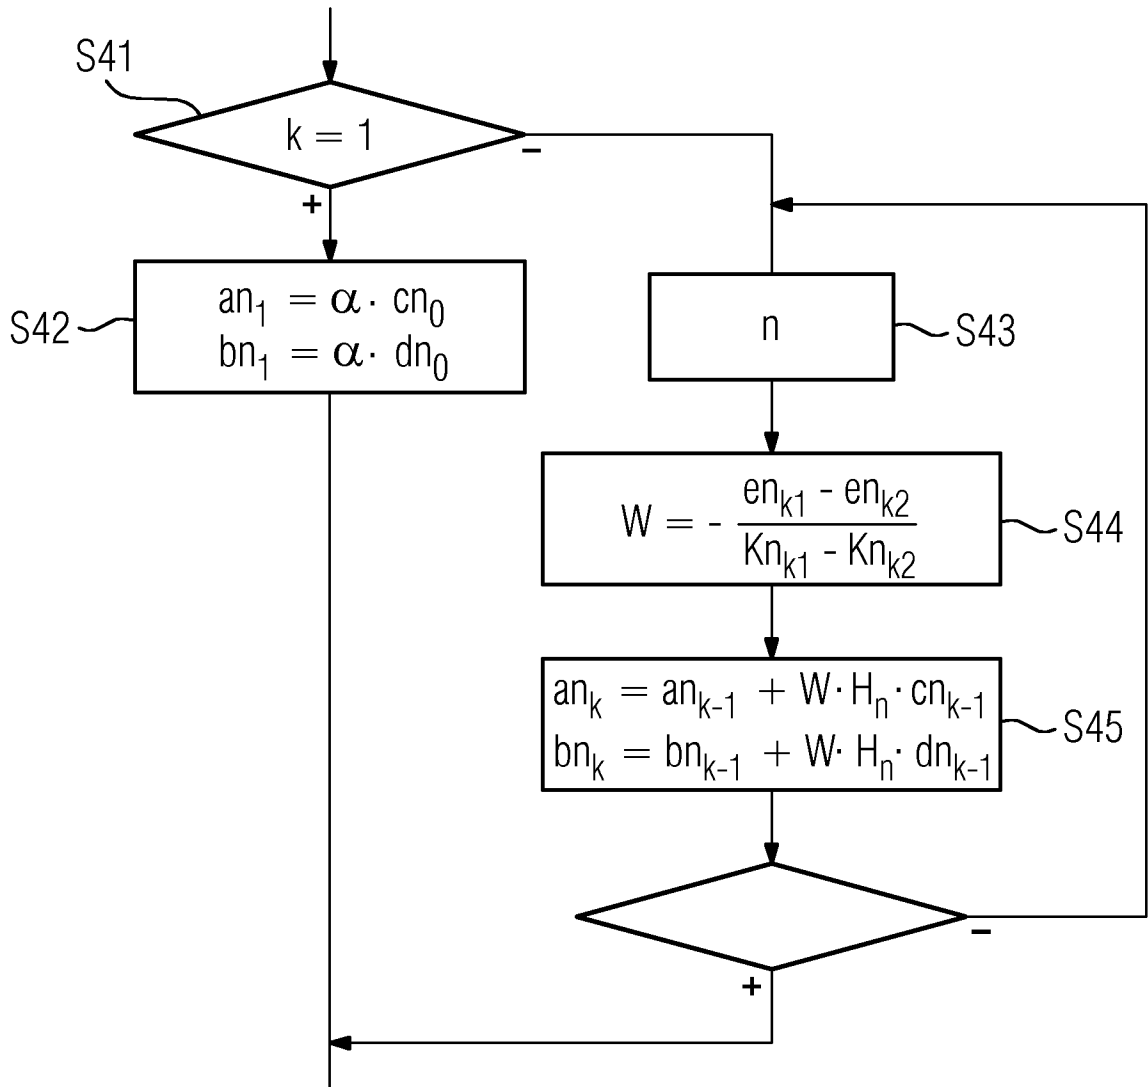 S41
k = 1
-
+
S42
an₁ = α · cn₀
bn₁ = α · dn₀
n
S43
W = - (enₖ₁ - enₖ₂) / (Knₖ₁ - Knₖ₂)
S44
anₖ = anₖ₋₁ + W · Hₙ · cnₖ₋₁
bnₖ = bnₖ₋₁ + W · Hₙ · dnₖ₋₁
S45
-
+